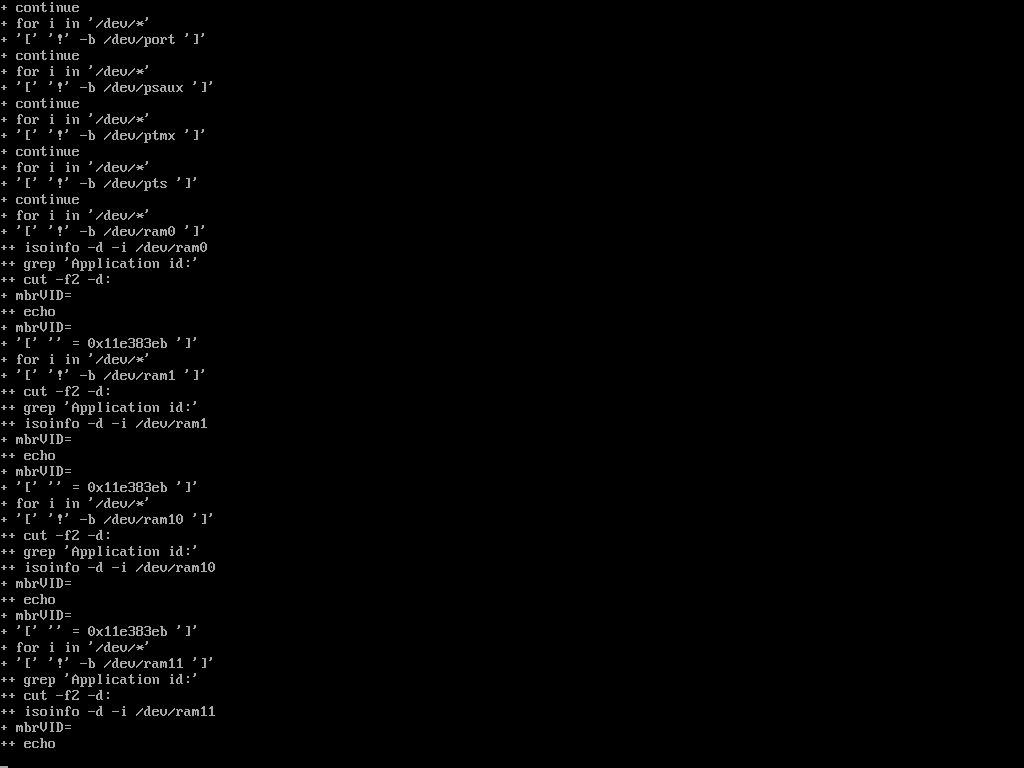 + continue
+ for i in '/dev/*'
+ '[' '!' -b /dev/port ']'
+ continue
+ for i in '/dev/*'
+ '[' '!' -b /dev/psaux ']'
+ continue
+ for i in '/dev/*'
+ '[' '!' -b /dev/ptmx ']'
+ continue
+ for i in '/dev/*'
+ '[' '!' -b /dev/pts ']'
+ continue
+ for i in '/dev/*'
+ '[' '!' -b /dev/ram0 ']'
++ isoinfo -d -i /dev/ram0
++ grep 'Application id:'
++ cut -f2 -d:
+ mbrVID=
++ echo
+ mbrVID=
+ '[' '' = 0x11e383eb ']'
+ for i in '/dev/*'
+ '[' '!' -b /dev/ram1 ']'
++ cut -f2 -d:
++ grep 'Application id:'
++ isoinfo -d -i /dev/ram1
+ mbrVID=
++ echo
+ mbrVID=
+ '[' '' = 0x11e383eb ']'
+ for i in '/dev/*'
+ '[' '!' -b /dev/ram10 ']'
++ cut -f2 -d:
++ grep 'Application id:'
++ isoinfo -d -i /dev/ram10
+ mbrVID=
++ echo
+ mbrVID=
+ '[' '' = 0x11e383eb ']'
+ for i in '/dev/*'
+ '[' '!' -b /dev/ram11 ']'
++ grep 'Application id:'
++ cut -f2 -d:
++ isoinfo -d -i /dev/ram11
+ mbrVID=
++ echo